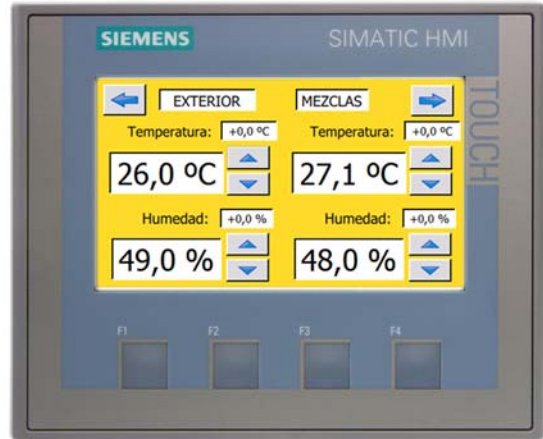 SIEMENS
SIMATIC HMI
TOUCH
EXTERIOR
MEZCLAS
Temperatura: +0,0 ºC
Temperatura: +0,0 ºC
26,0 ºC
27,1 ºC
Humedad: +0,0 %
Humedad: +0,0 %
49,0 %
48,0 %
F1
F2
F3
F4